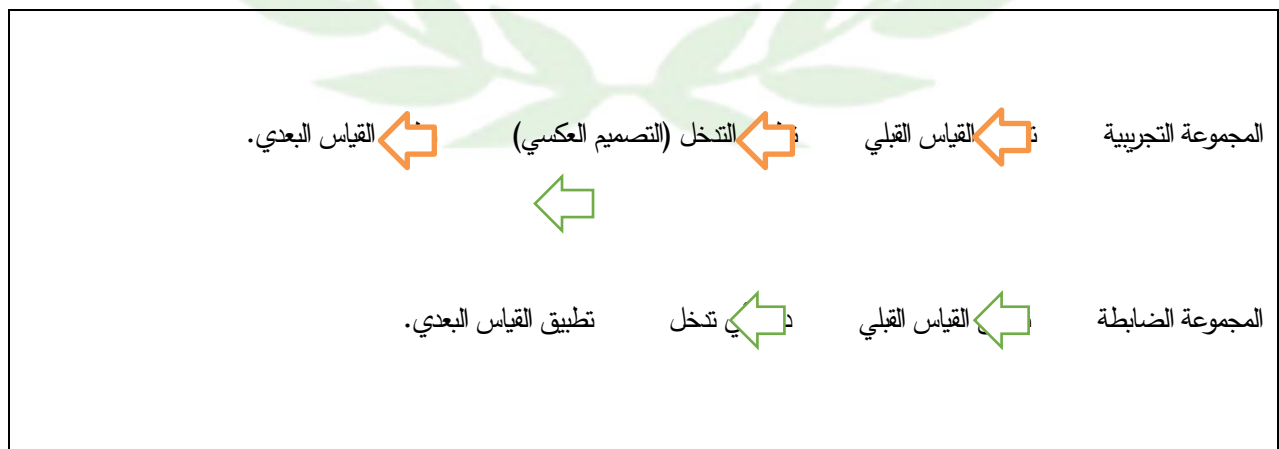 المجموعة التجريبية القياس القبلي التدخل (التصميم العكسي) القياس البعدي.
المجموعة الضابطة القياس القبلي تدخل تطبيق القياس البعدي.